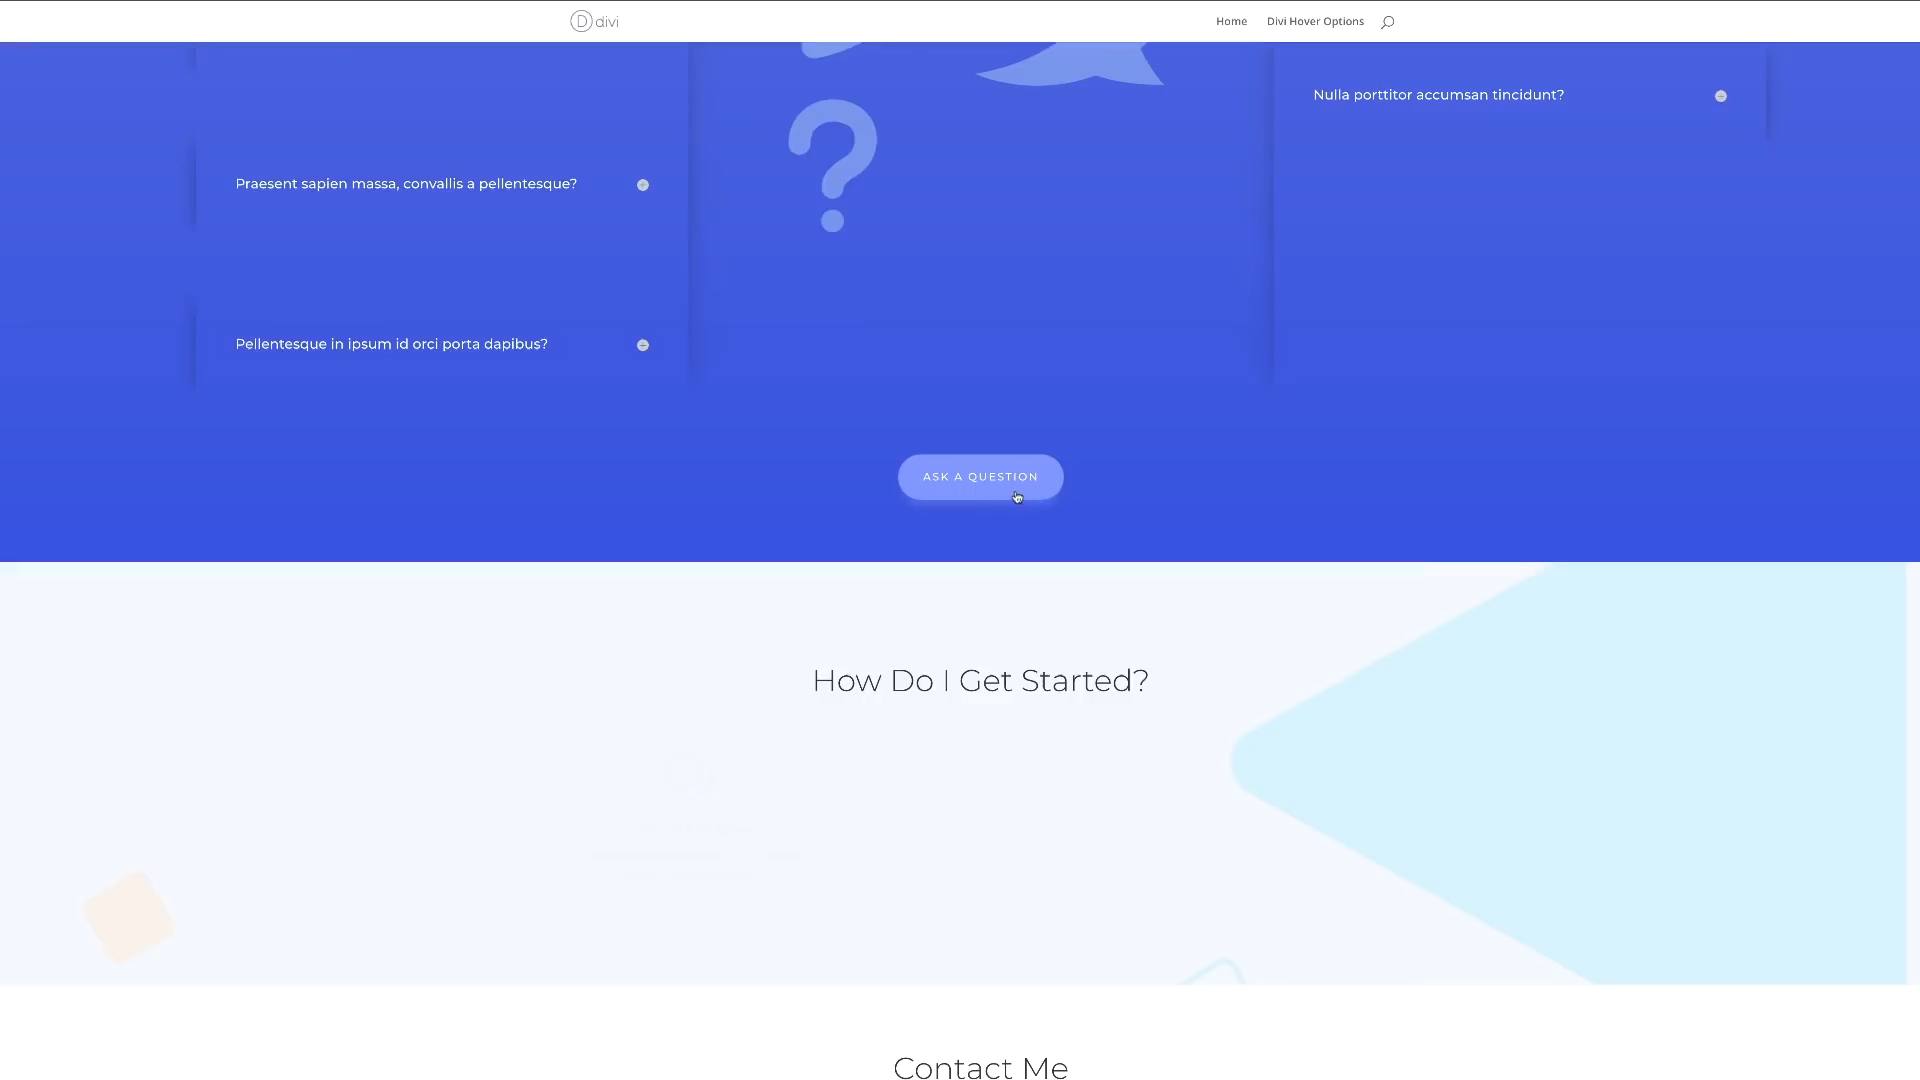 divi
Home
Divi Hover Options
Nulla porttitor accumsan tincidunt?
?
Praesent sapien massa, convallis a pellentesque?
Pellentesque in ipsum id orci porta dapibus?
ASK A QUESTION
How Do I Get Started?
Contact Me